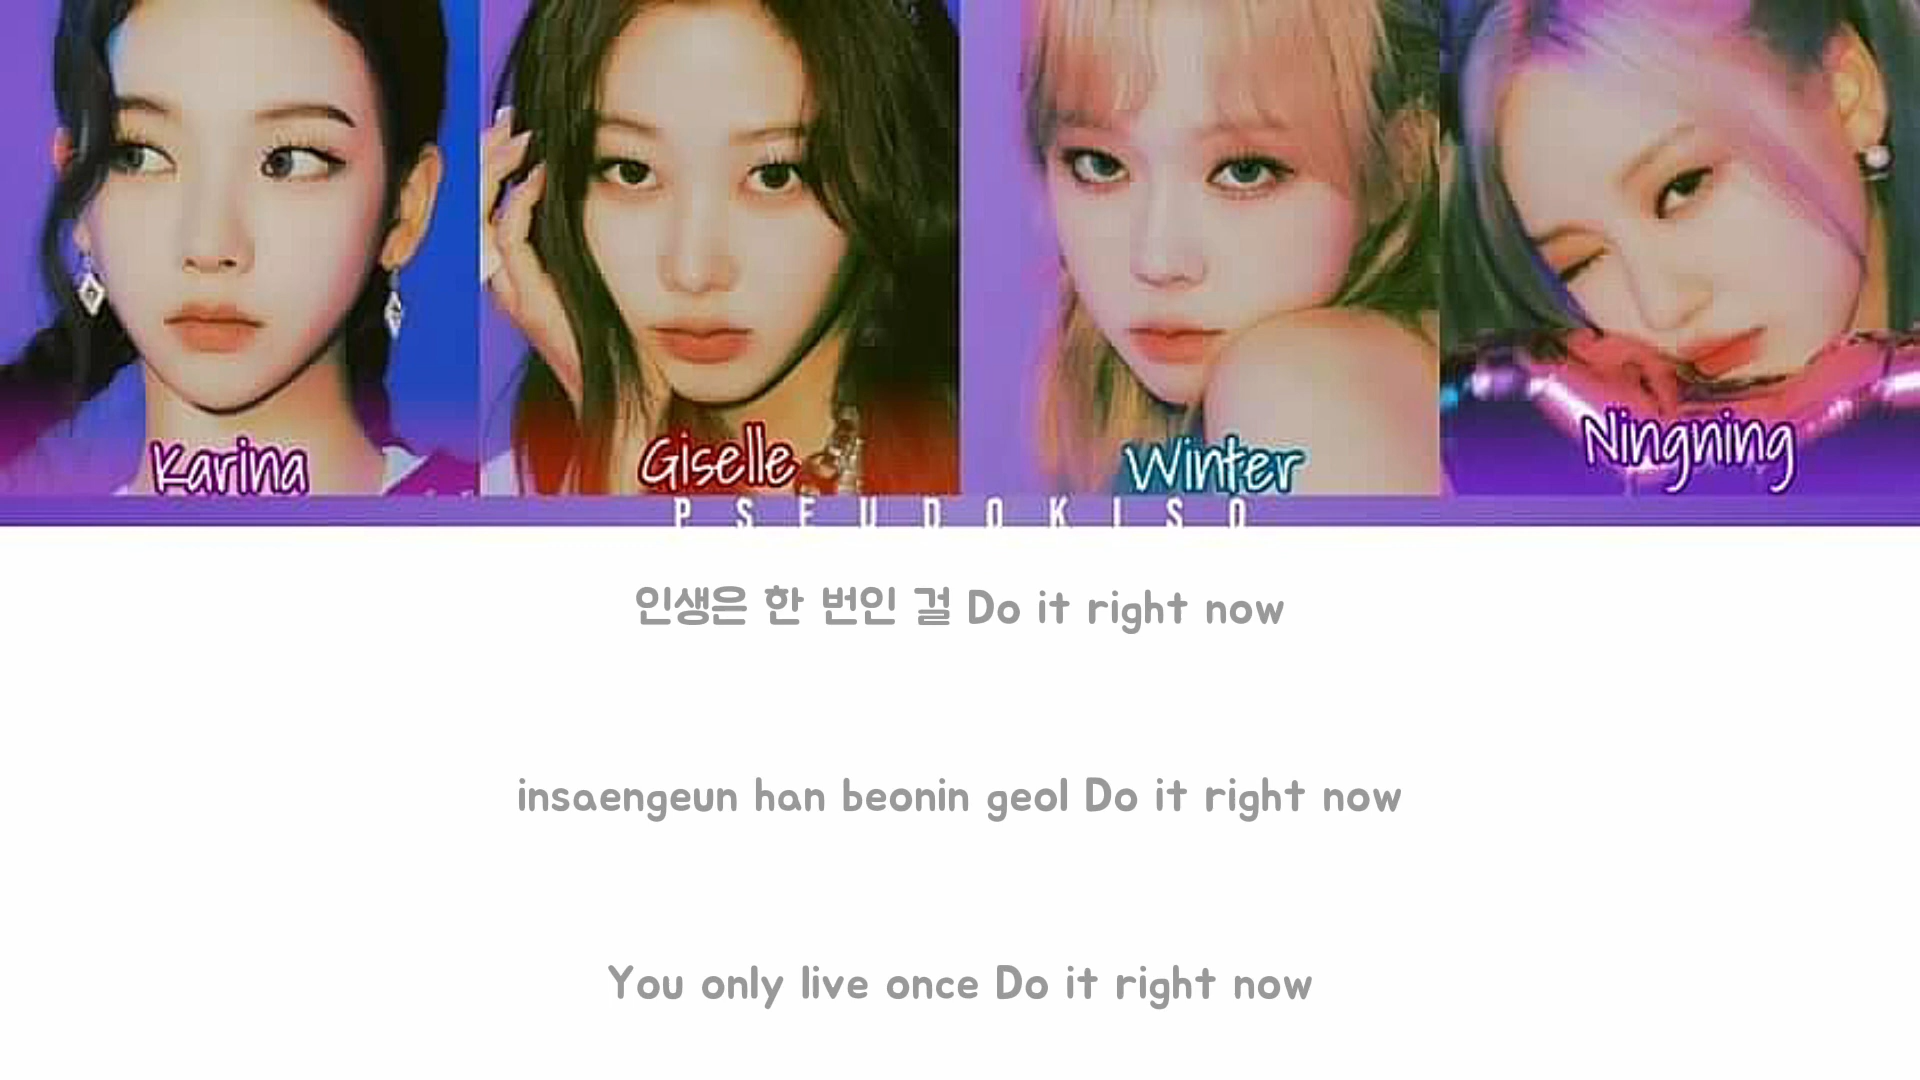 Karina
Giselle
Winter
Ningning
PSEUDOKISO
인생은 한 번인 걸 Do it right now
insaengeun han beonin geol Do it right now
You only live once Do it right now